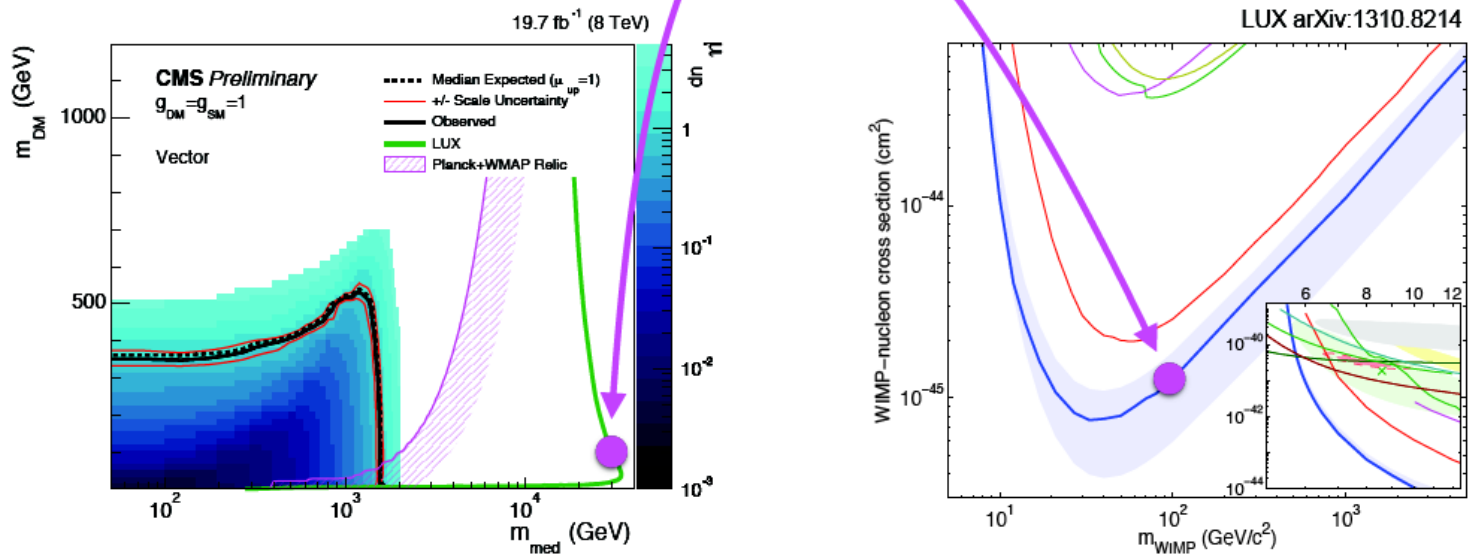 19.7 fb⁻¹ (8 TeV)
CMS Preliminary
g_DM=g_SM=1
Vector
Median Expected (μ_up=1)
+/- Scale Uncertainty
Observed
LUX
Planck+WMAP Relic
m_DM (GeV)
1000
500
10² 10³ 10⁴
m_med (GeV)
1
10⁻¹
10⁻²
10⁻³
LUX arXiv:1310.8214
WIMP−nucleon cross section (cm²)
10⁻⁴⁴
10⁻⁴⁵
6 8 10 12
10⁻⁴⁰
10⁻⁴²
10⁻⁴⁴
10¹ 10² 10³
m_WIMP (GeV/c²)